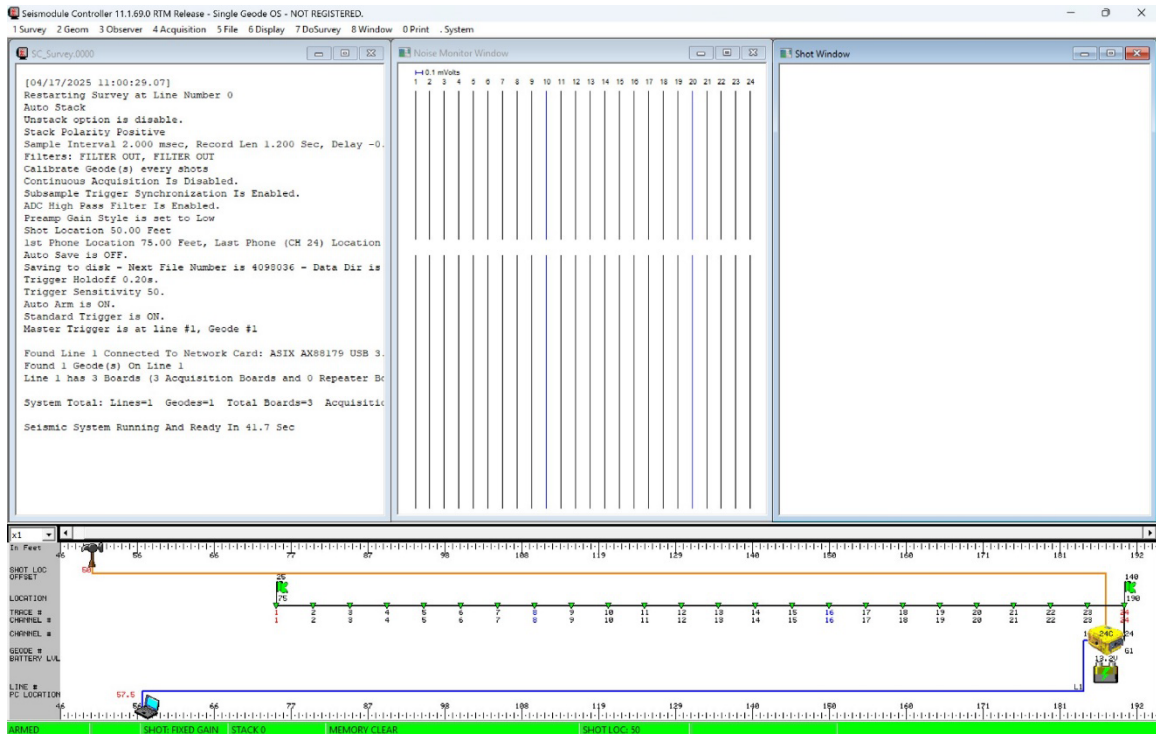 Seismodule Controller 11.1.69.0 RTM Release - Single Geode OS - NOT REGISTERED.
1 Survey 2 Geom 3 Observer 4 Acquisition 5 File 6 Display 7 DoSurvey 8 Window 0 Print . System
SC_Survey.0000
[04/17/2025 11:00:29.07]
Restarting Survey at Line Number 0
Auto Stack
Unstack option is disable.
Stack Polarity Positive
Sample Interval 2.000 msec, Record Len 1.200 Sec, Delay -0.
Filters: FILTER OUT, FILTER OUT
Calibrate Geode(s) every shots
Continuous Acquisition Is Disabled.
Subsample Trigger Synchronization Is Enabled.
ADC High Pass Filter Is Enabled.
Preamp Gain Style is set to Low
Shot Location 50.00 Feet
1st Phone Location 75.00 Feet, Last Phone (CH 24) Location
Auto Save is OFF.
Saving to disk - Next File Number is 4098036 - Data Dir is
Trigger Holdoff 0.20s.
Trigger Sensitivity 50.
Auto Arm is ON.
Standard Trigger is ON.
Master Trigger is at line #1, Geode #1
Found Line 1 Connected To Network Card: ASIX AX88179 USB 3.
Found 1 Geode(s) On Line 1
Line 1 has 3 Boards (3 Acquisition Boards and 0 Repeater Bo
System Total: Lines=1 Geodes=1 Total Boards=3 Acquisitio
Seismic System Running And Ready In 41.7 Sec
Noise Monitor Window
0.1 mVolts
1 2 3 4 5 6 7 8 9 10 11 12 13 14 15 16 17 18 19 20 21 22 23 24
Shot Window
x1
In Feet 46 56 66 77 87 98 108 119 129 140 150 160 171 181 192
SHOT LOC 50
OFFSET 25 140
LOCATION 75 190
TRACE # 1 2 3 4 5 6 7 8 9 10 11 12 13 14 15 16 17 18 19 20 21 22 23 24
CHANNEL # 1 2 3 4 5 6 7 8 9 10 11 12 13 14 15 16 17 18 19 20 21 22 23 24
CHANNEL # 1 24C 24
GEODE # G1
BATTERY LVL 13.2V
LINE # L1
PC LOCATION 57.5
46 56 66 77 87 98 108 119 129 140 150 160 171 181 192
ARMED SHOT: FIXED GAIN STACK 0 MEMORY CLEAR SHOT LOC: 50